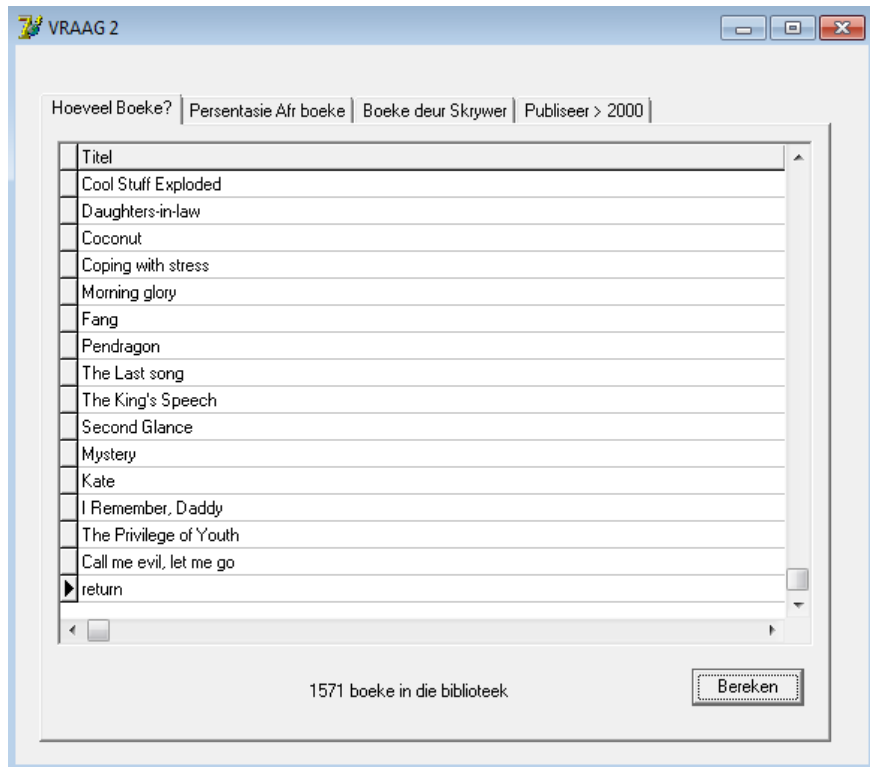 VRAAG 2
Hoeveel Boeke? Persentasie Afr boeke Boeke deur Skrywer Publiseer > 2000
Titel
Cool Stuff Exploded
Daughters-in-law
Coconut
Coping with stress
Morning glory
Fang
Pendragon
The Last song
The King's Speech
Second Glance
Mystery
Kate
I Remember, Daddy
The Privilege of Youth
Call me evil, let me go
return
1571 boeke in die biblioteek Bereken